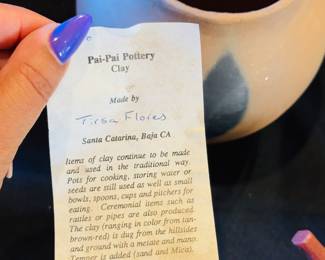 Pai-Pai Pottery
Clay
Made by
Tirsa Flores
Santa Catarina, Baja CA
Items of clay continue to be made
and used in the traditional way.
Pots for cooking, storing water or
seeds are still used as well as small
bowls, spoons, cups and pitchers for
eating. Ceremonial items such as
rattles or pipes are also produced.
The clay (ranging in color from tan-
brown-red) is dug from the hillsides
and ground with a metate and mano.
Temper is added (sand and Mica),